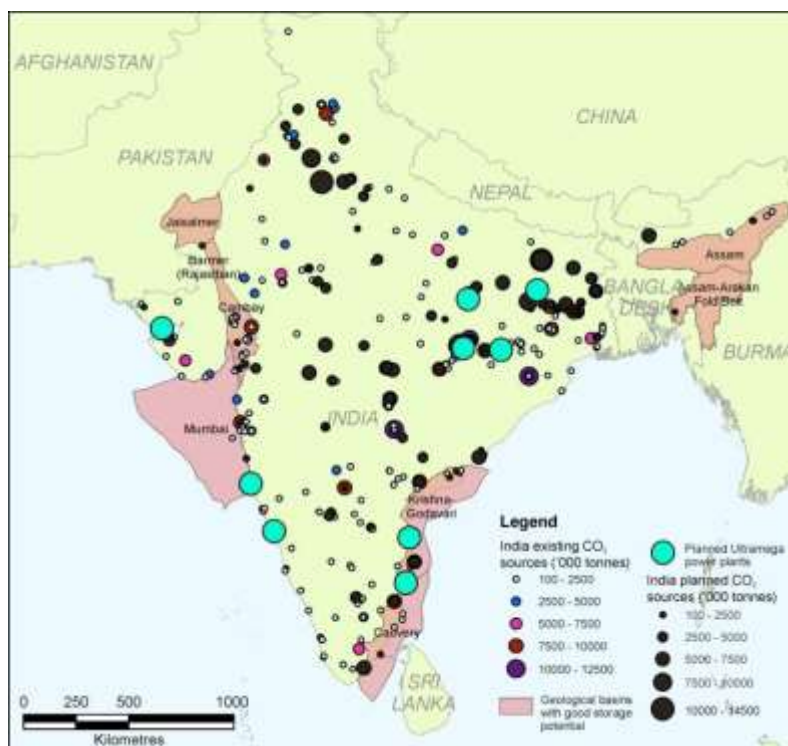 AFGHANISTAN
CHINA
PAKISTAN
NEPAL
Jaisalmer
Barmer
(Rajasthan)
Assam
BANGLA
DESH
Assam-Arakan
Fold Belt
Cambay
BURMA
INDIA
Mumbai
Krishna-
Godavari
Cauvery
SRI
LANKA
Legend
India existing CO2
sources ('000 tonnes)
100 - 2500
2500 - 5000
5000 - 7500
7500 - 10000
10000 - 12500
Geological basins
with good storage
potential
Planned Ultramega
power plants
India planned CO2
sources ('000 tonnes)
100 - 2500
2500 - 5000
5000 - 7500
7500 - 10000
10000 - 14500
0 250 500 1000
Kilometres